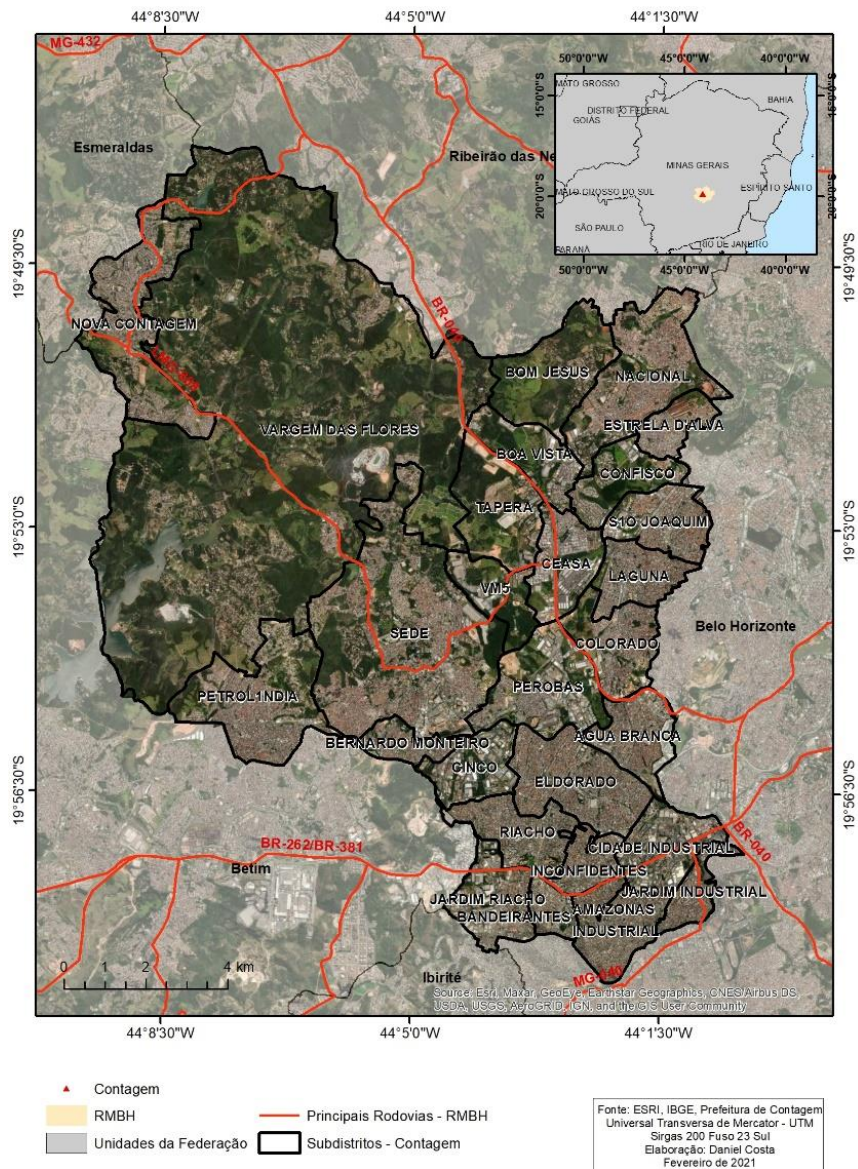 44°8'30"W 44°5'0"W 44°1'30"W
MG-432
50°0'0"W 45°0'0"W 40°0'0"W
MATO GROSSO
BAHIA
DISTRITO FEDERAL
GOIÁS
15°0'0"S
15°0'0"S
Esmeraldas
Ribeirão das Ne
MINAS GERAIS
MATO GROSSO DO SUL
ESPÍRITO SANTO
20°0'0"S
20°0'0"S
SÃO PAULO
RIO DE JANEIRO
PARANÁ
50°0'0"W 45°0'0"W 40°0'0"W
19°49'30"S
19°49'30"S
NOVA CONTAGEM
BOM JESUS
NACIONAL
VARGEM DAS FLORES
ESTRELA D'ALVA
BOA VISTA
CONFISCO
TAPERA
S1O JOAQUIM
19°53'0"S
19°53'0"S
CEASA
VM5
LAGUNA
SEDE
COLORADO
Belo Horizonte
PETROL1NDIA
PEROBAS
BERNARDO MONTEIRO
AGUA BRANCA
CINCO
ELDORADO
19°56'30"S
19°56'30"S
RIACHO
CIDADE INDUSTRIAL
BR-040
BR-262/BR-381
Betim
INCONFIDENTES
JARDIM INDUSTRIAL
JARDIM RIACHO
BANDEIRANTES
AMAZONAS
INDUSTRIAL
0 1 2 4 km
Ibirité
Source: Esri, Maxar, GeoEye, Earthstar Geographics, CNES/Airbus DS,
USDA, USGS, AeroGRID, IGN, and the GIS User Community
44°8'30"W 44°5'0"W 44°1'30"W
Contagem
RMBH
Principais Rodovias - RMBH
Unidades da Federação
Subdistritos - Contagem
Fonte: ESRI, IBGE, Prefeitura de Contagem
Universal Transversa de Mercator - UTM
Sirgas 200 Fuso 23 Sul
Elaboração: Daniel Costa
Fevereiro de 2021